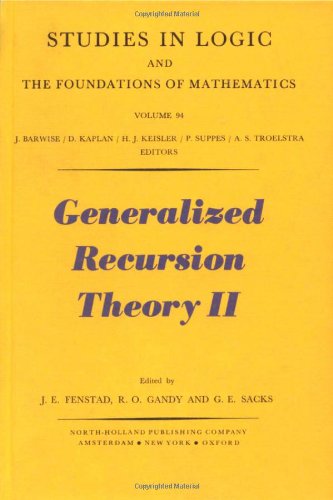 STUDIES IN LOGIC
AND
THE FOUNDATIONS OF MATHEMATICS
VOLUME 94
J. BARWISE / D. KAPLAN / H. J. KEISLER / P. SUPPES / A. S. TROELSTRA
EDITORS
Generalized
Recursion
Theory II
Edited by
J. E. FENSTAD, R. O. GANDY AND G. E. SACKS
NORTH-HOLLAND PUBLISHING COMPANY
AMSTERDAM • NEW YORK • OXFORD